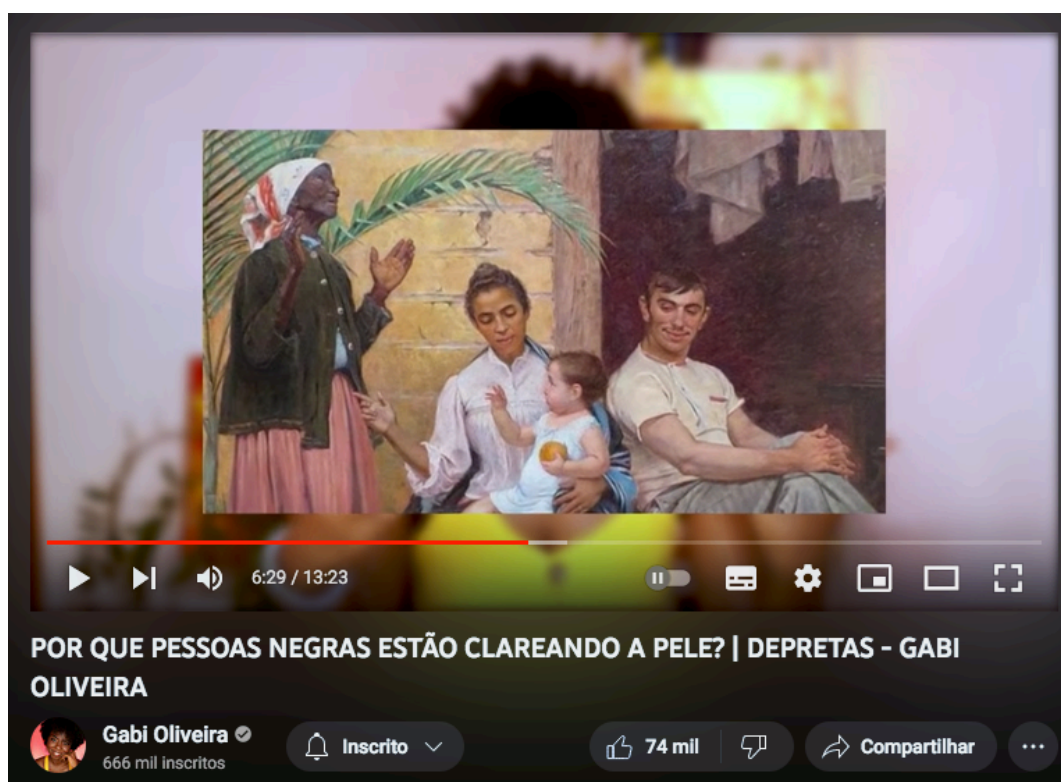 6:29 / 13:23
POR QUE PESSOAS NEGRAS ESTÃO CLAREANDO A PELE? | DEPRETAS - GABI
OLIVEIRA
Gabi Oliveira
Inscrito
74 mil
Compartilhar
666 mil inscritos